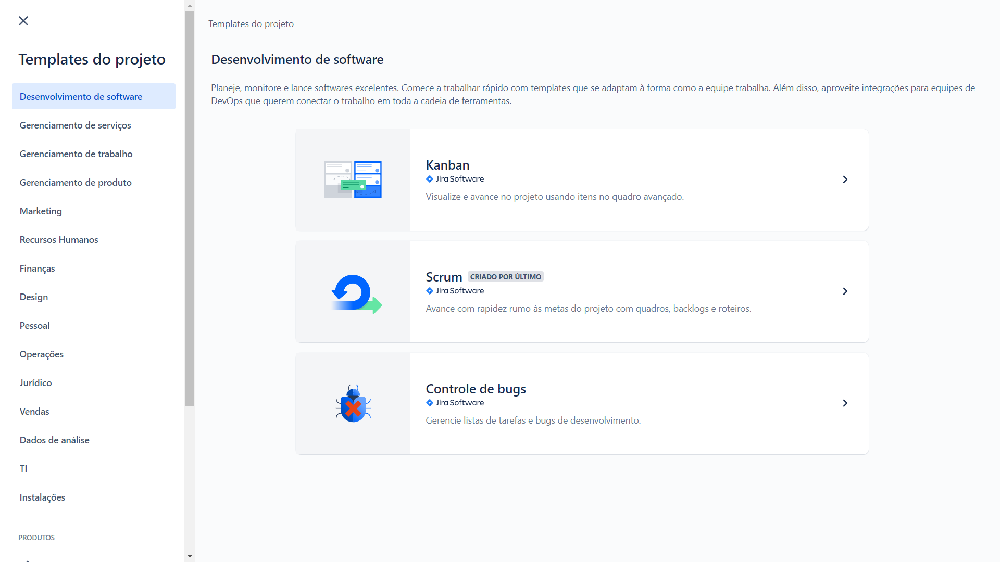 Templates do projeto
Desenvolvimento de software
Gerenciamento de serviços
Gerenciamento de trabalho
Gerenciamento de produto
Marketing
Recursos Humanos
Finanças
Design
Pessoal
Operações
Jurídico
Vendas
Dados de análise
TI
Instalações
PRODUTOS
Templates do projeto
Desenvolvimento de software
Planeje, monitore e lance softwares excelentes. Comece a trabalhar rápido com templates que se adaptam à forma como a equipe trabalha. Além disso, aproveite integrações para equipes de
DevOps que querem conectar o trabalho em toda a cadeia de ferramentas.
Kanban
Jira Software
Visualize e avance no projeto usando itens no quadro avançado.
Scrum CRIADO POR ÚLTIMO
Jira Software
Avance com rapidez rumo às metas do projeto com quadros, backlogs e roteiros.
Controle de bugs
Jira Software
Gerencie listas de tarefas e bugs de desenvolvimento.